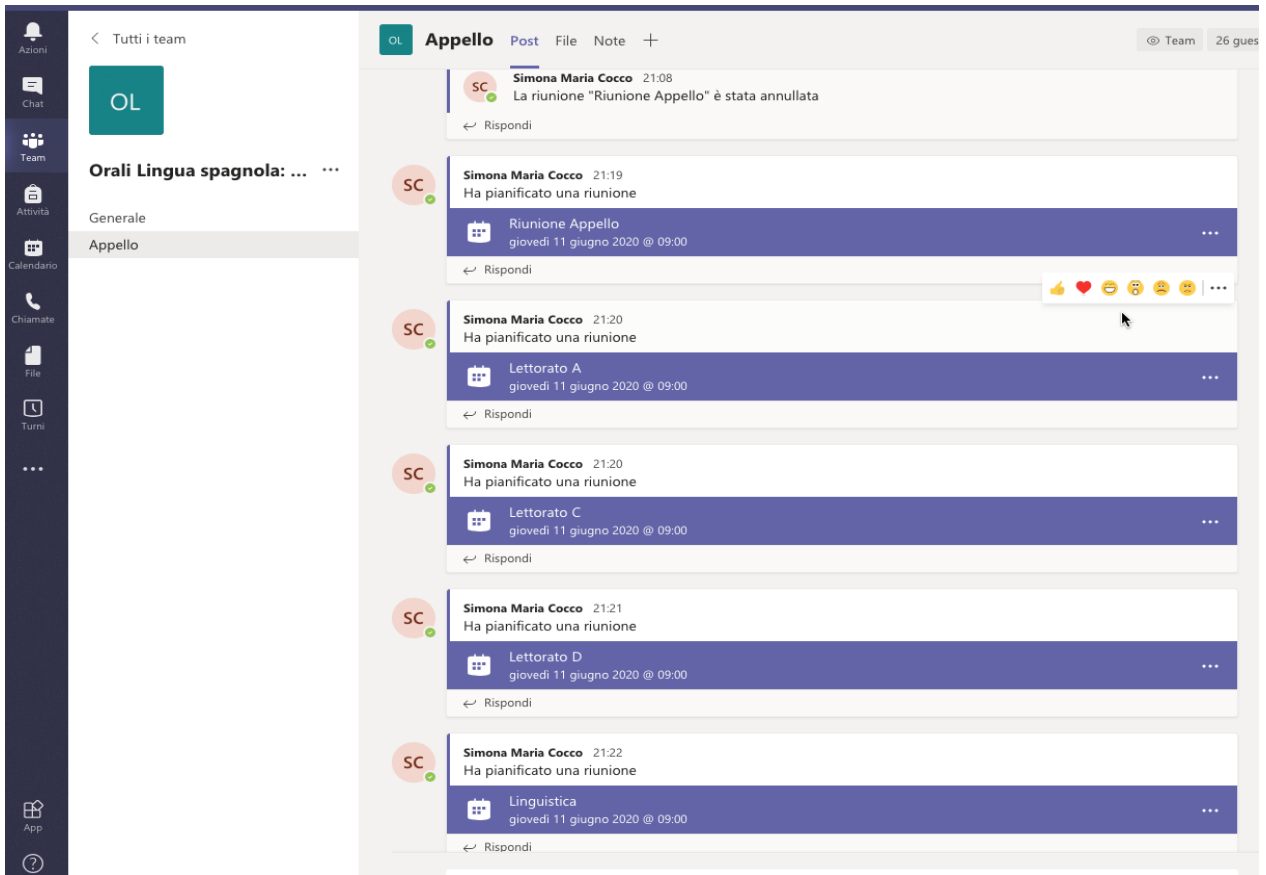 Azioni
Chat
Team
Attività
Calendario
Chiamate
File
Turni
App
Tutti i team
OL
Orali Lingua spagnola: ...
Generale
Appello
OL Appello Post File Note
Team 26 gues
SC Simona Maria Cocco 21:08
La riunione "Riunione Appello" è stata annullata
Rispondi
SC Simona Maria Cocco 21:19
Ha pianificato una riunione
Riunione Appello
giovedì 11 giugno 2020 @ 09:00
Rispondi
SC Simona Maria Cocco 21:20
Ha pianificato una riunione
Lettorato A
giovedì 11 giugno 2020 @ 09:00
Rispondi
SC Simona Maria Cocco 21:20
Ha pianificato una riunione
Lettorato C
giovedì 11 giugno 2020 @ 09:00
Rispondi
SC Simona Maria Cocco 21:21
Ha pianificato una riunione
Lettorato D
giovedì 11 giugno 2020 @ 09:00
Rispondi
SC Simona Maria Cocco 21:22
Ha pianificato una riunione
Linguistica
giovedì 11 giugno 2020 @ 09:00
Rispondi